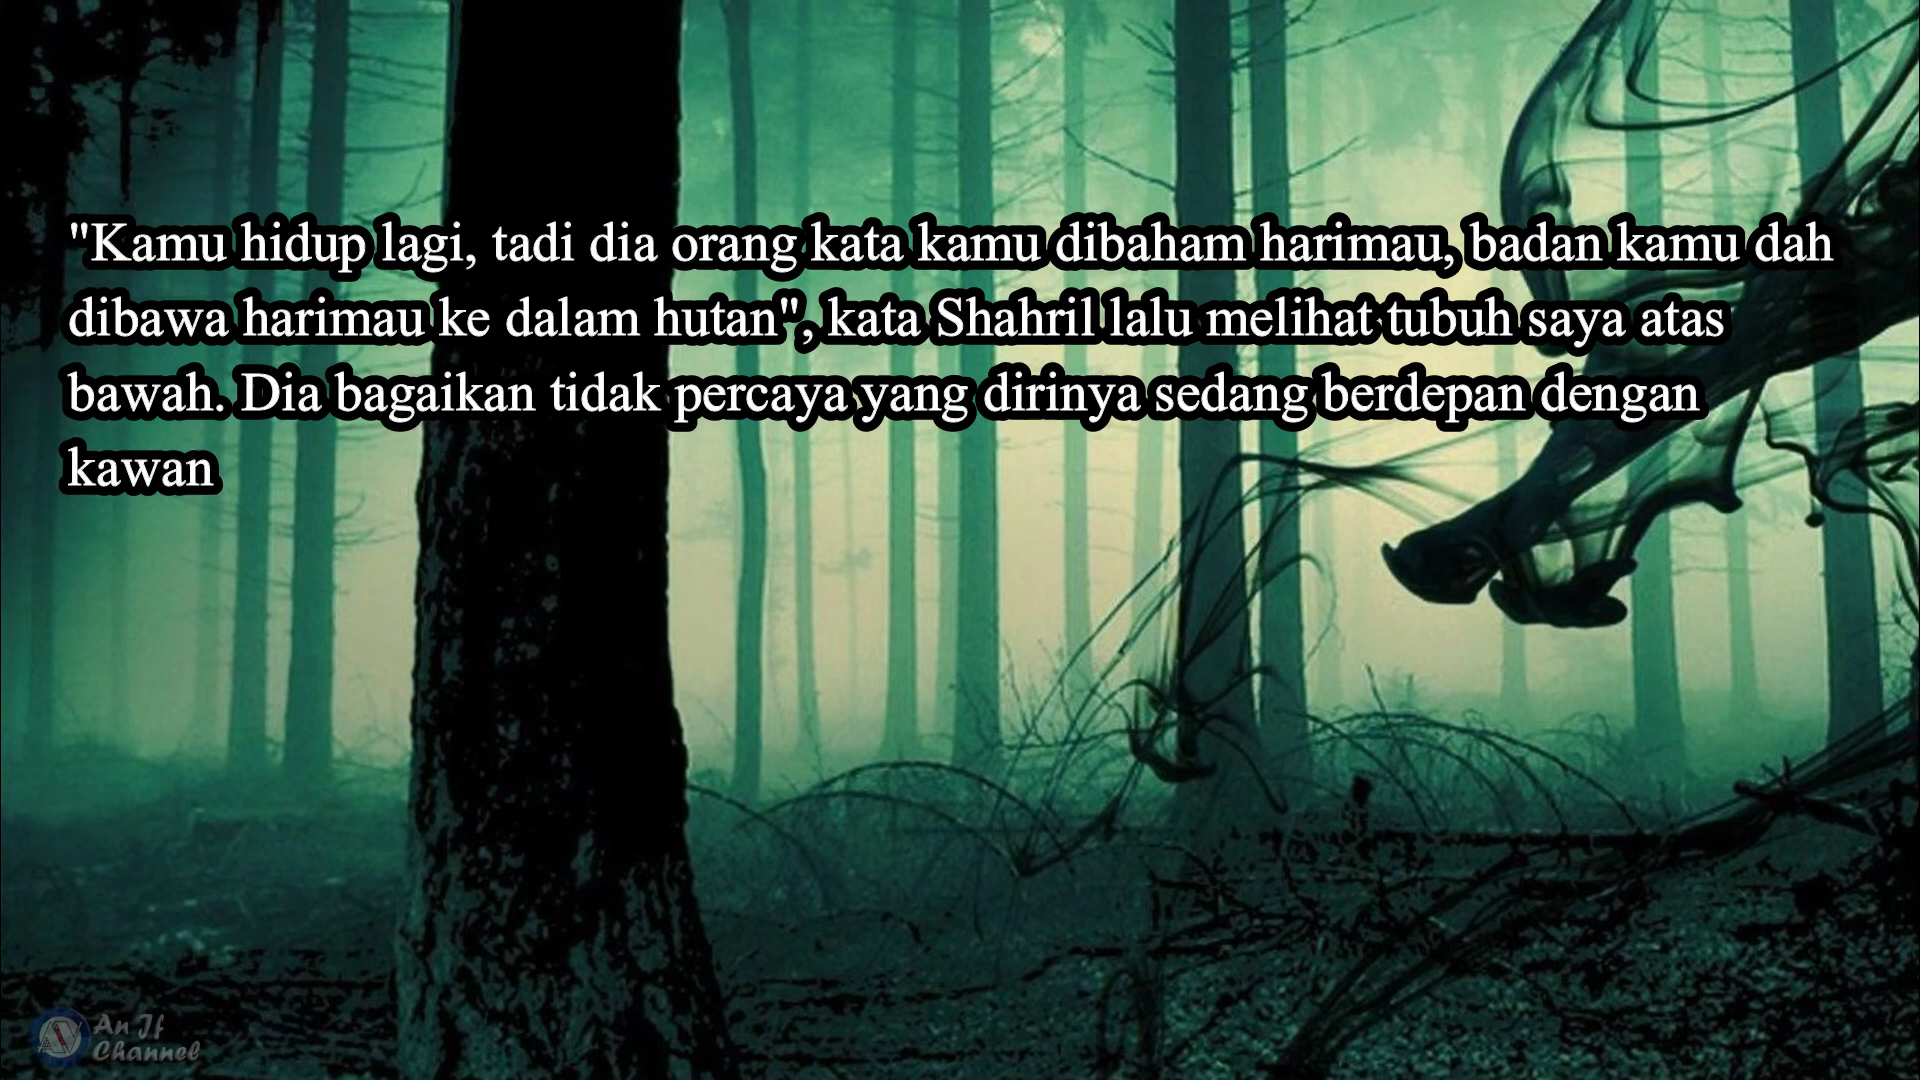 "Kamu hidup lagi, tadi dia orang kata kamu dibaham harimau, badan kamu dah
dibawa harimau ke dalam hutan", kata Shahril lalu melihat tubuh saya atas
bawah. Dia bagaikan tidak percaya yang dirinya sedang berdepan dengan
kawan
An If
Channel